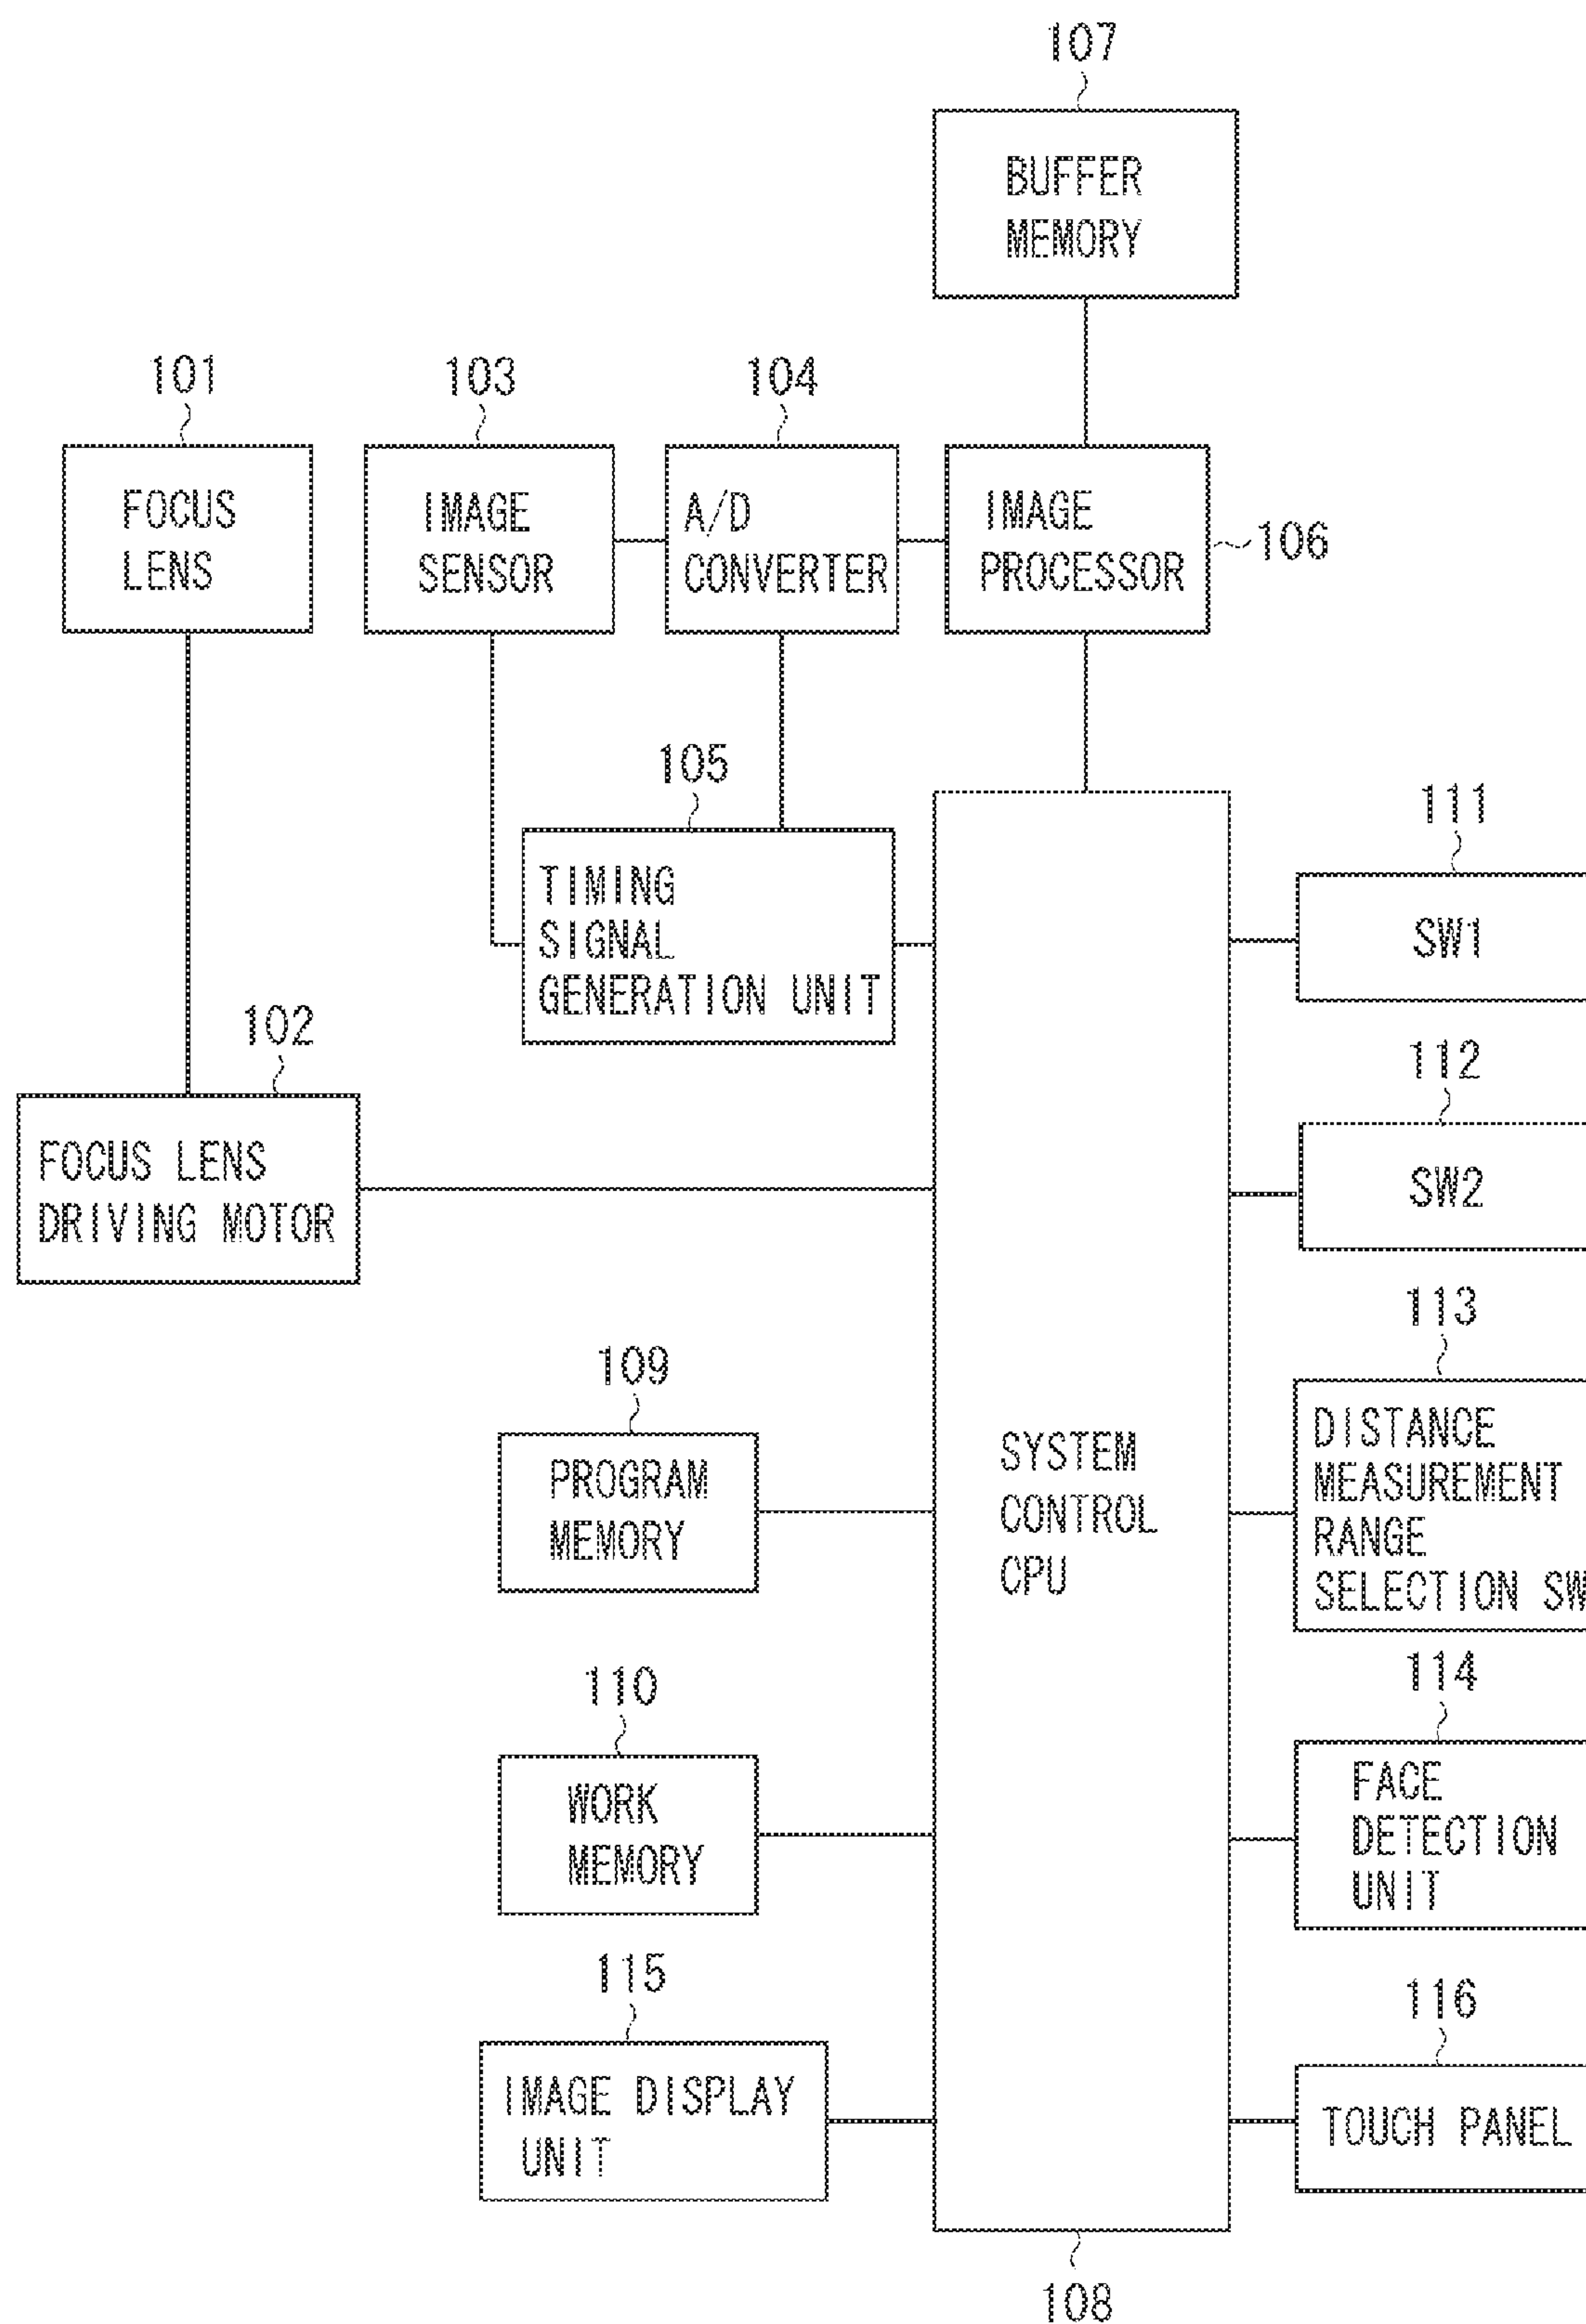 107
BUFFER
MEMORY
101
103
104
FOCUS
LENS
IMAGE
SENSOR
A/D
CONVERTER
IMAGE
PROCESSOR
106
105
TIMING
SIGNAL
GENERATION UNIT
111
SW1
102
FOCUS LENS
DRIVING MOTOR
112
SW2
113
DISTANCE
MEASUREMENT
RANGE
SELECTION SW
109
PROGRAM
MEMORY
SYSTEM
CONTROL
CPU
110
WORK
MEMORY
114
FACE
DETECTION
UNIT
115
IMAGE DISPLAY
UNIT
116
TOUCH PANEL
108